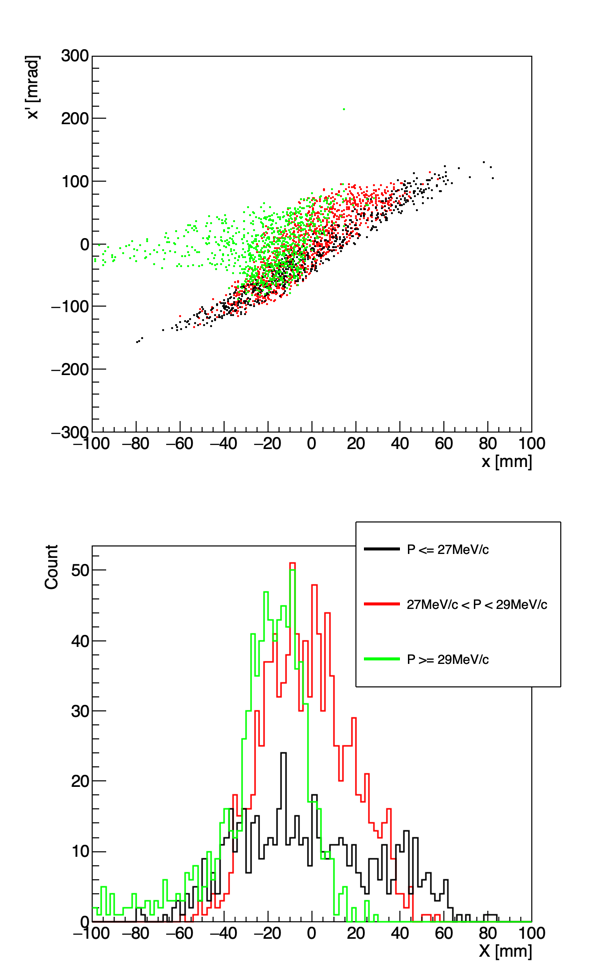 x' [mrad]
300
200
100
0
−100
−200
−300
−100 −80 −60 −40 −20 0 20 40 60 80 100
x [mm]
Count
P <= 27MeV/c
27MeV/c < P < 29MeV/c
P >= 29MeV/c
50
40
30
20
10
0
−100 −80 −60 −40 −20 0 20 40 60 80 100
X [mm]